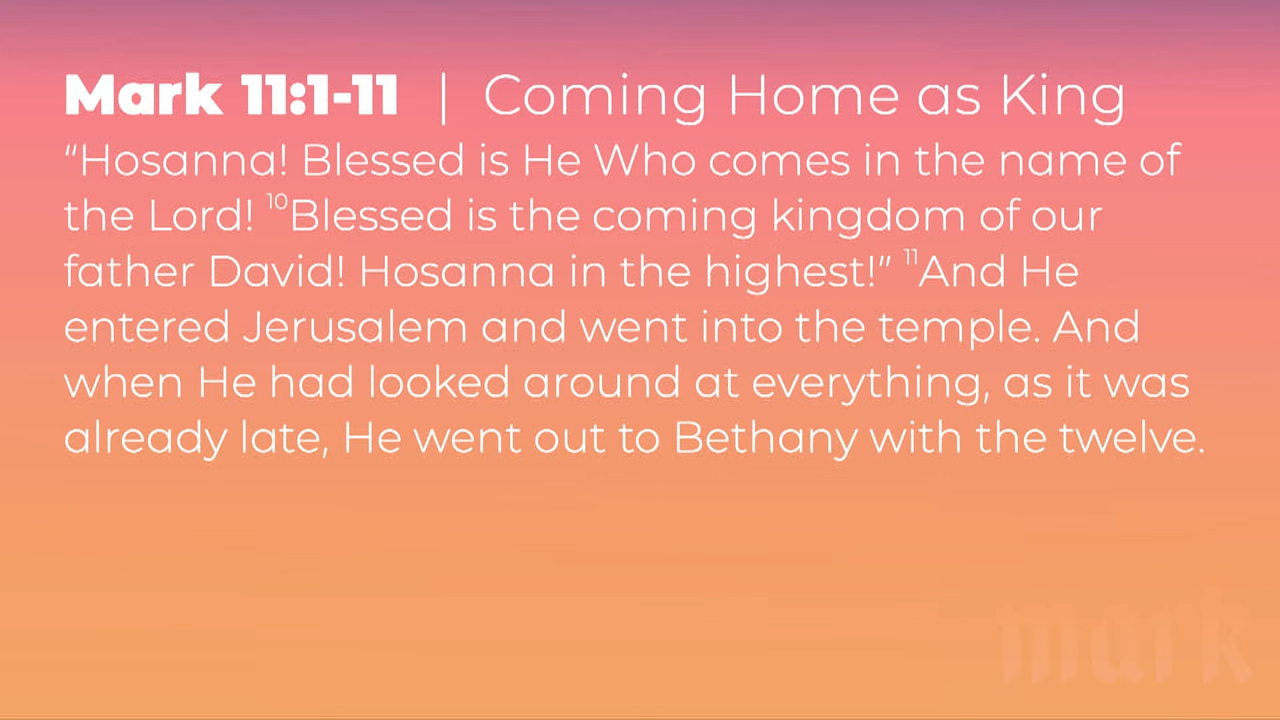 Mark 11:1-11 | Coming Home as King
“Hosanna! Blessed is He Who comes in the name of
the Lord! ¹⁰Blessed is the coming kingdom of our
father David! Hosanna in the highest!” ¹¹And He
entered Jerusalem and went into the temple. And
when He had looked around at everything, as it was
already late, He went out to Bethany with the twelve.
mark